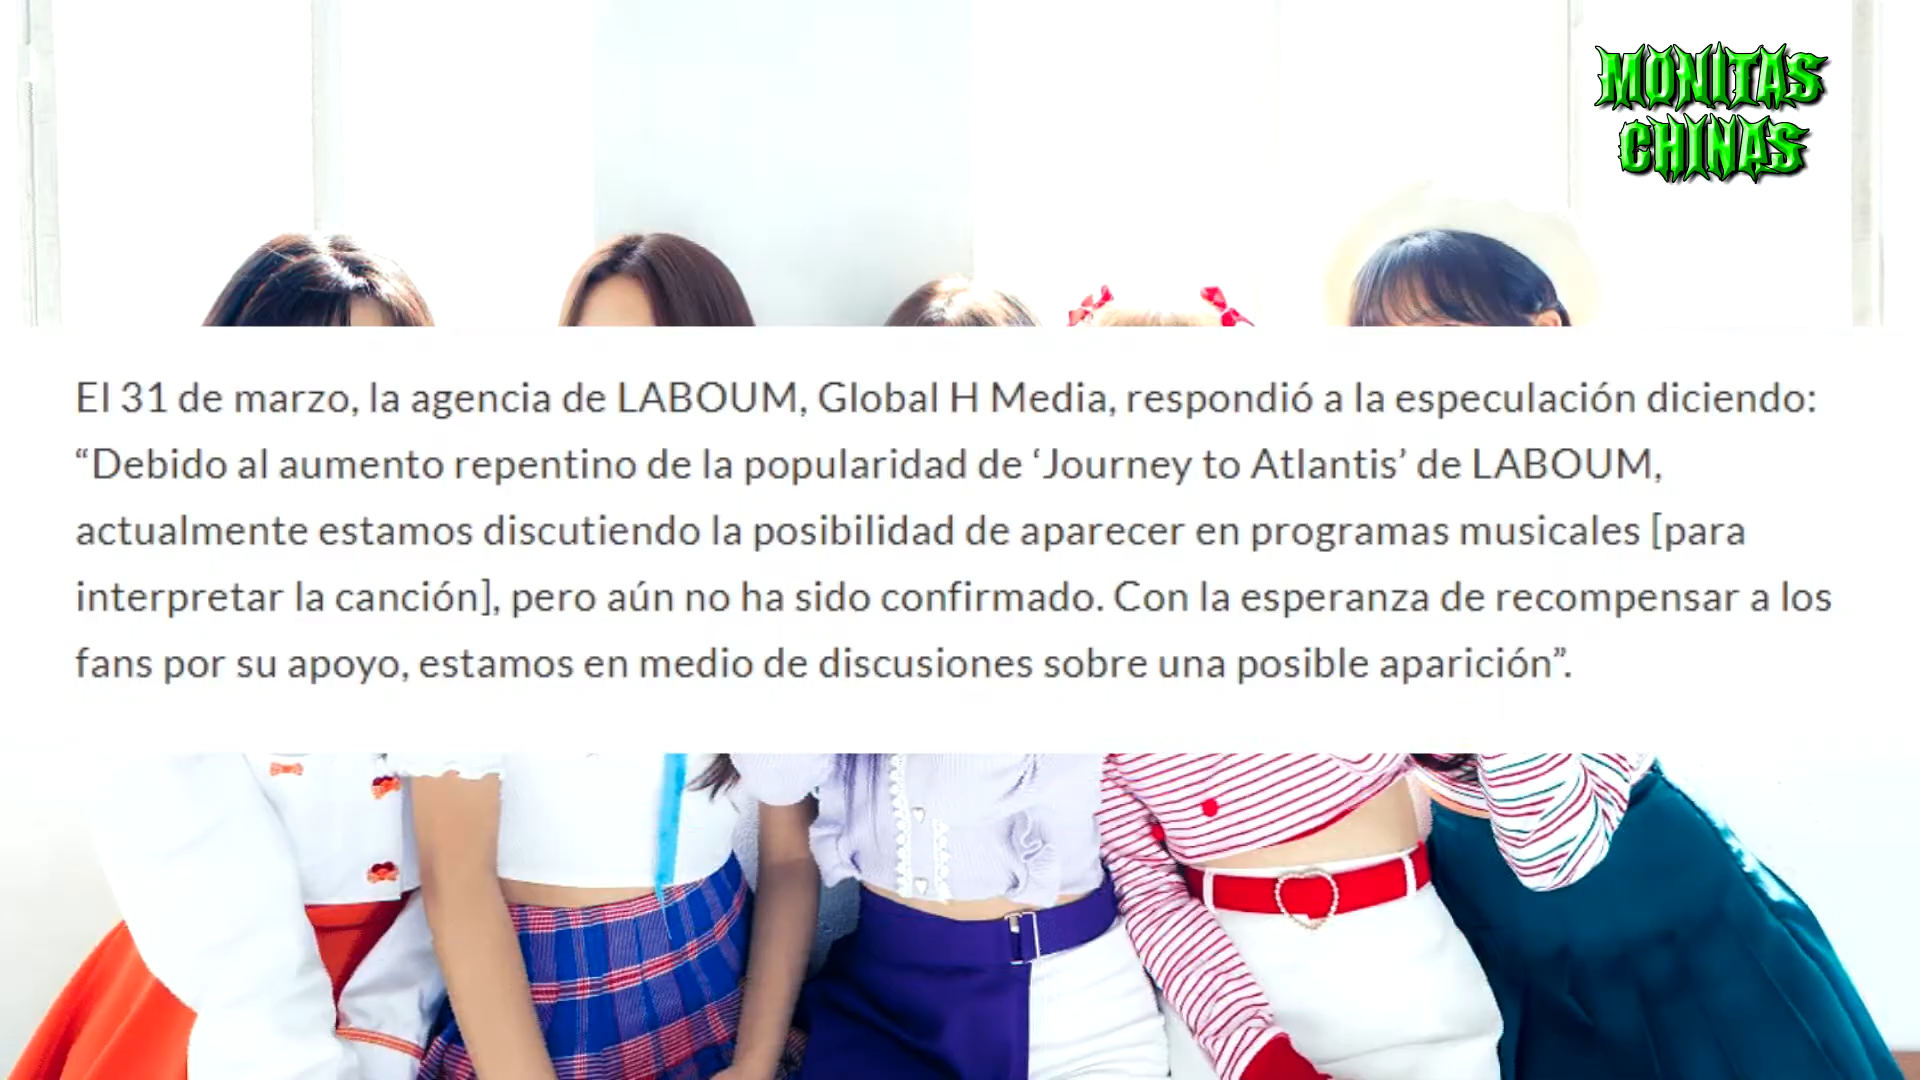 MONITAS
CHINAS
El 31 de marzo, la agencia de LABOUM, Global H Media, respondió a la especulación diciendo:
“Debido al aumento repentino de la popularidad de ‘Journey to Atlantis’ de LABOUM,
actualmente estamos discutiendo la posibilidad de aparecer en programas musicales [para
interpretar la canción], pero aún no ha sido confirmado. Con la esperanza de recompensar a los
fans por su apoyo, estamos en medio de discusiones sobre una posible aparición”.